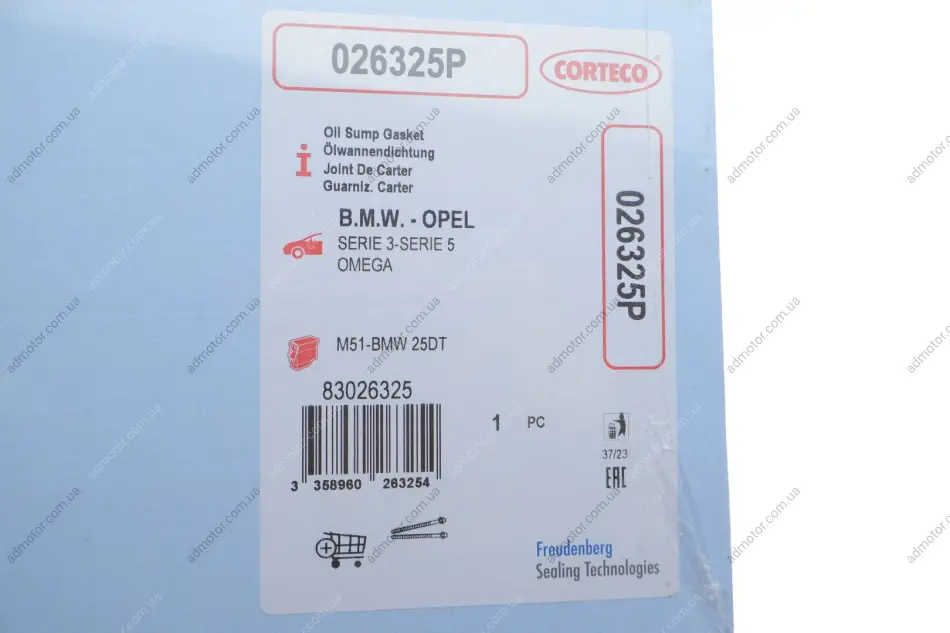 026325P
CORTECO
Oil Sump Gasket
Ölwannendichtung
Joint De Carter
Guarniz. Carter
B.M.W. - OPEL
SERIE 3-SERIE 5
OMEGA
026325P
M51-BMW 25DT
83026325
1 PC
37/23
EAC
3 358960 263254
Freudenberg
Sealing Technologies
admotor.com.ua